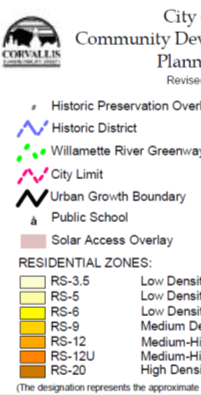 City
Community Dev
Plann
Revised
CORVALLIS
Historic Preservation Overl
Historic District
Willamette River Greenway
City Limit
Urban Growth Boundary
Public School
Solar Access Overlay
RESIDENTIAL ZONES:
RS-3.5 Low Densit
RS-5 Low Densit
RS-6 Low Densit
RS-9 Medium De
RS-12 Medium-Hi
RS-12U Medium-Hi
RS-20 High Densi
(The designation represents the approximate